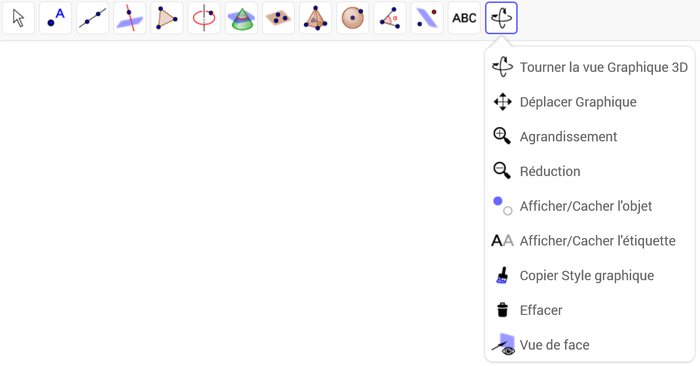 A
ABC
Tourner la vue Graphique 3D
Déplacer Graphique
Agrandissement
Réduction
Afficher/Cacher l'objet
AA Afficher/Cacher l'étiquette
Copier Style graphique
Effacer
Vue de face